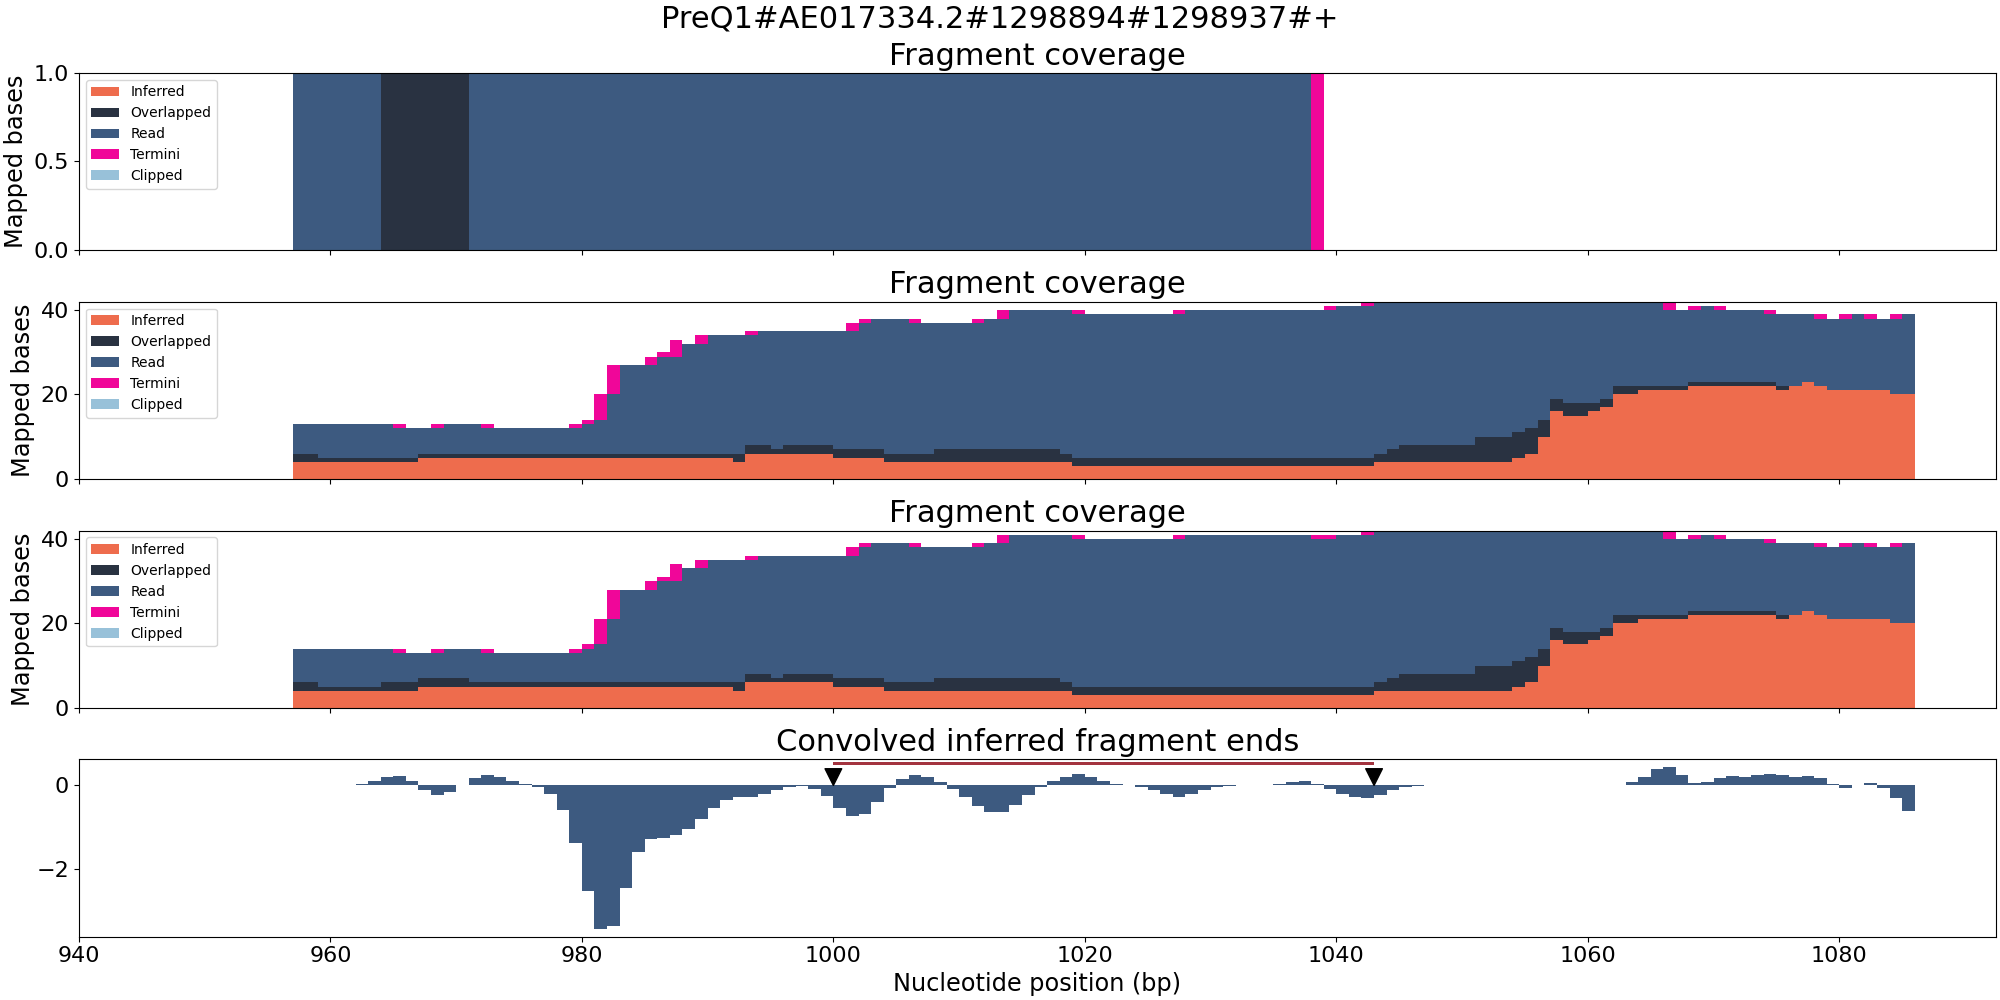 PreQ1#AE017334.2#1298894#1298937#+
Fragment coverage
Mapped bases
1.0
0.5
0.0
Inferred
Overlapped
Read
Termini
Clipped
Fragment coverage
Mapped bases
40
20
0
Inferred
Overlapped
Read
Termini
Clipped
Fragment coverage
Mapped bases
40
20
0
Inferred
Overlapped
Read
Termini
Clipped
Convolved inferred fragment ends
0
−2
940 960 980 1000 1020 1040 1060 1080
Nucleotide position (bp)